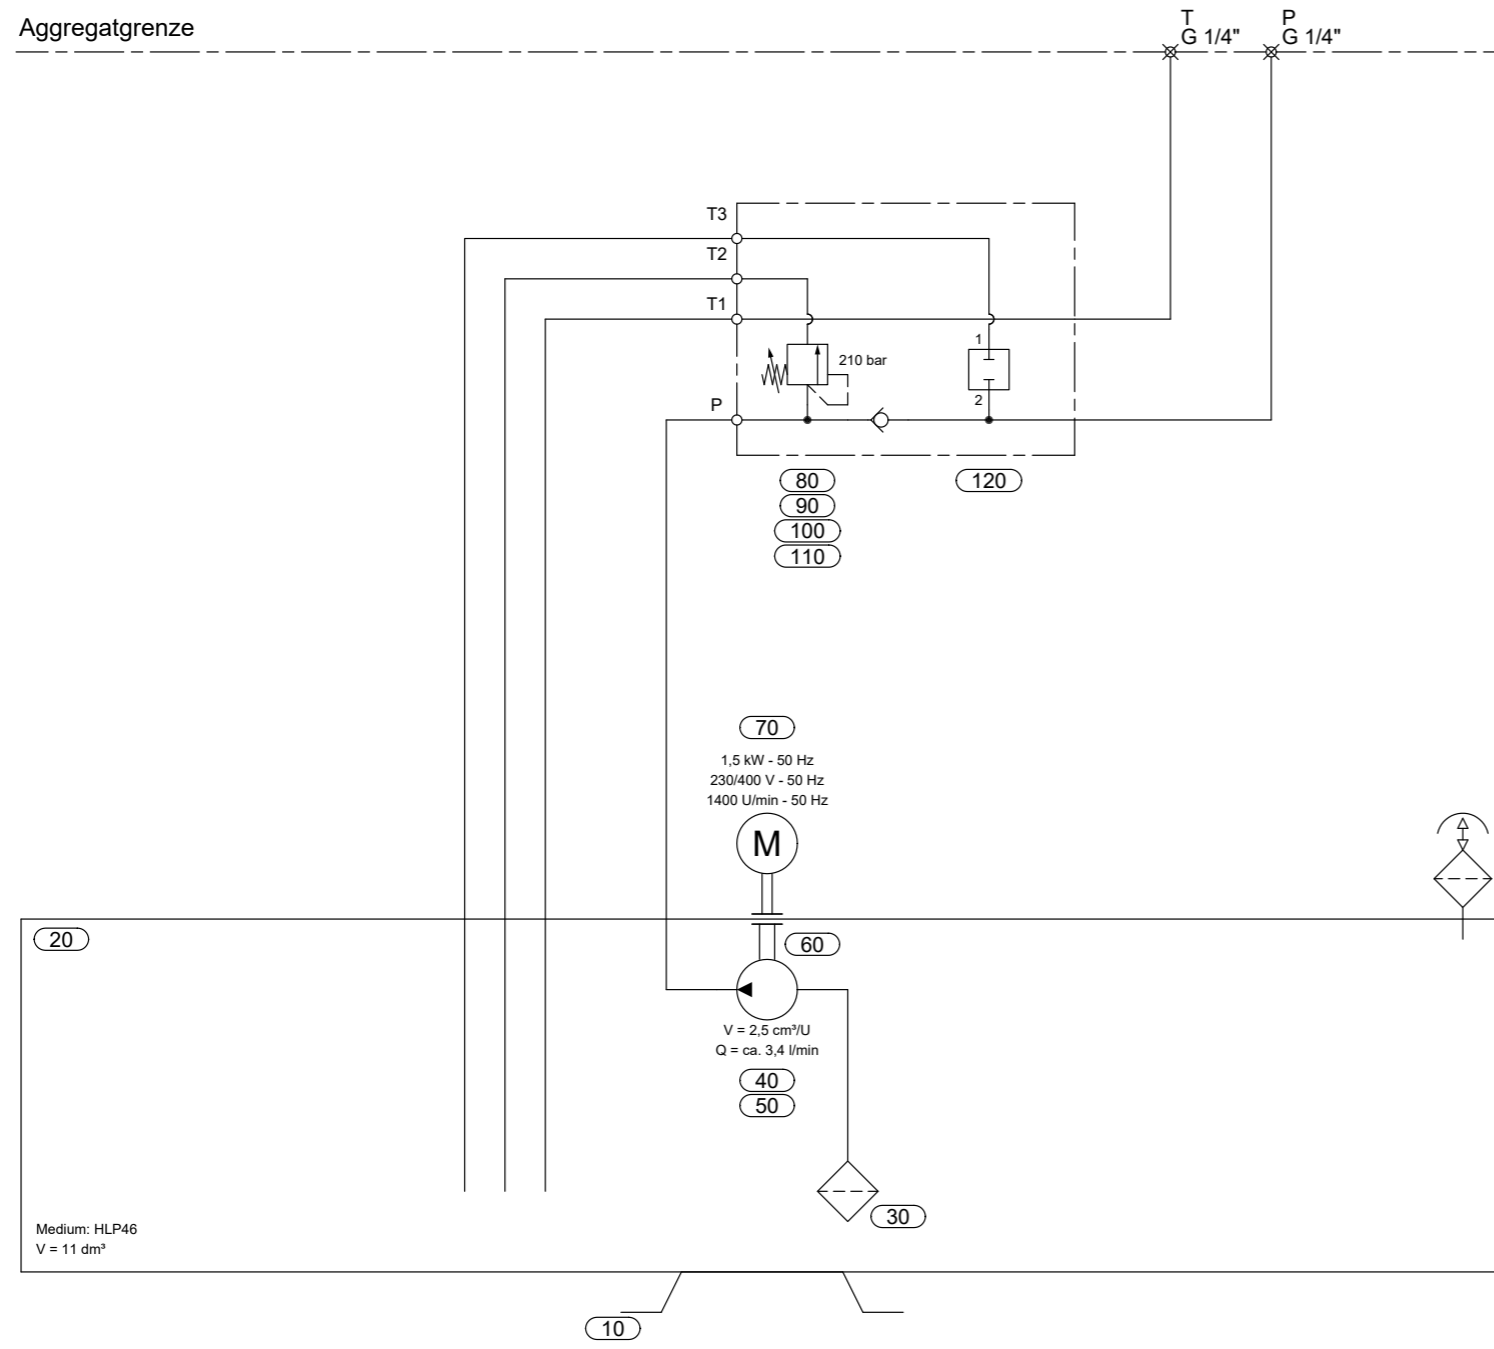 Aggregatgrenze
T
G 1/4"
P
G 1/4"
T3
T2
T1
P
210 bar
1
2
80
90
100
110
120
70
1,5 kW - 50 Hz
230/400 V - 50 Hz
1400 U/min - 50 Hz
M
20
60
V = 2,5 cm³/U
Q = ca. 3,4 l/min
40
50
30
Medium: HLP46
V = 11 dm³
10